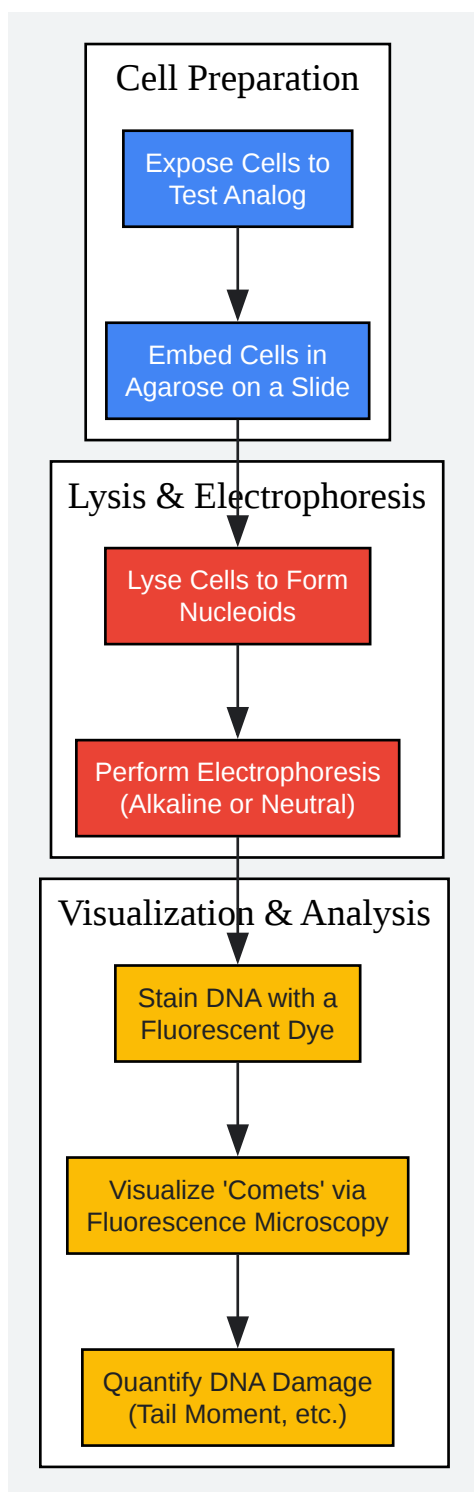 Cell Preparation
Expose Cells to
Test Analog
Embed Cells in
Agarose on a Slide
Lysis & Electrophoresis
Lyse Cells to Form
Nucleoids
Perform Electrophoresis
(Alkaline or Neutral)
Visualization & Analysis
Stain DNA with a
Fluorescent Dye
Visualize 'Comets' via
Fluorescence Microscopy
Quantify DNA Damage
(Tail Moment, etc.)